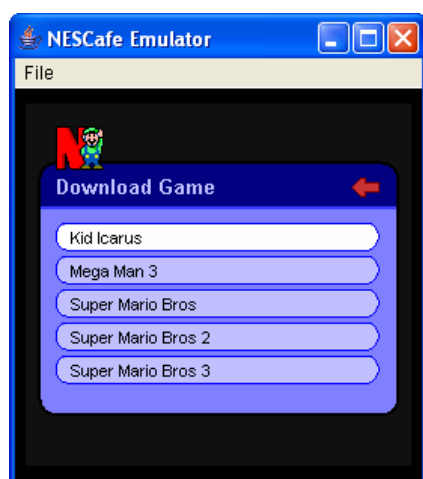 NESCafe Emulator
File
N
Download Game
Kid Icarus
Mega Man 3
Super Mario Bros
Super Mario Bros 2
Super Mario Bros 3